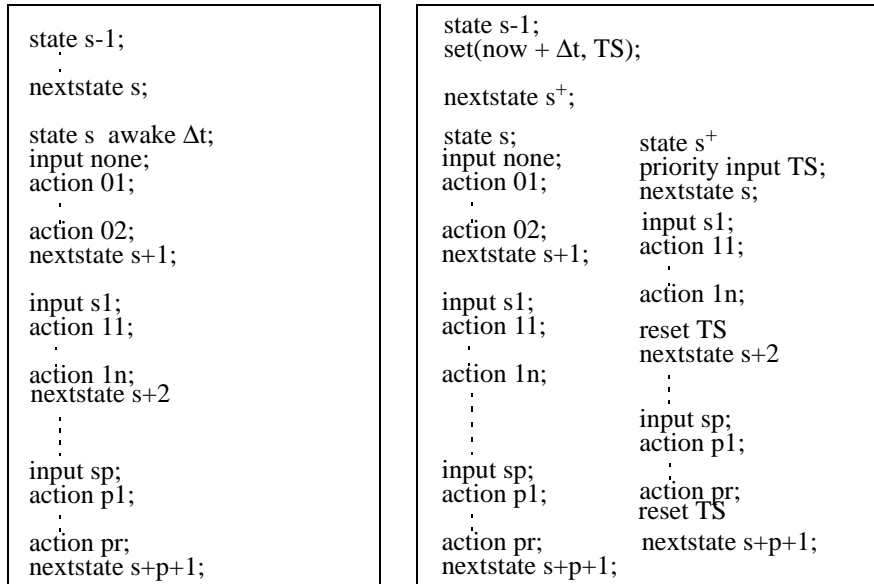 state s-1;
nextstate s;
state s awake Δt;
input none;
action 01;
action 02;
nextstate s+1;
input s1;
action 11;
action 1n;
nextstate s+2
input sp;
action p1;
action pr;
nextstate s+p+1;
state s-1;
set(now + Δt, TS);
nextstate s⁺;
state s;
input none;
action 01;
action 02;
nextstate s+1;
input s1;
action 11;
action 1n;
input sp;
action p1;
action pr;
nextstate s+p+1;
state s⁺
priority input TS;
nextstate s;
input s1;
action 11;
action 1n;
reset TS
nextstate s+2
input sp;
action p1;
action pr;
reset TS
nextstate s+p+1;